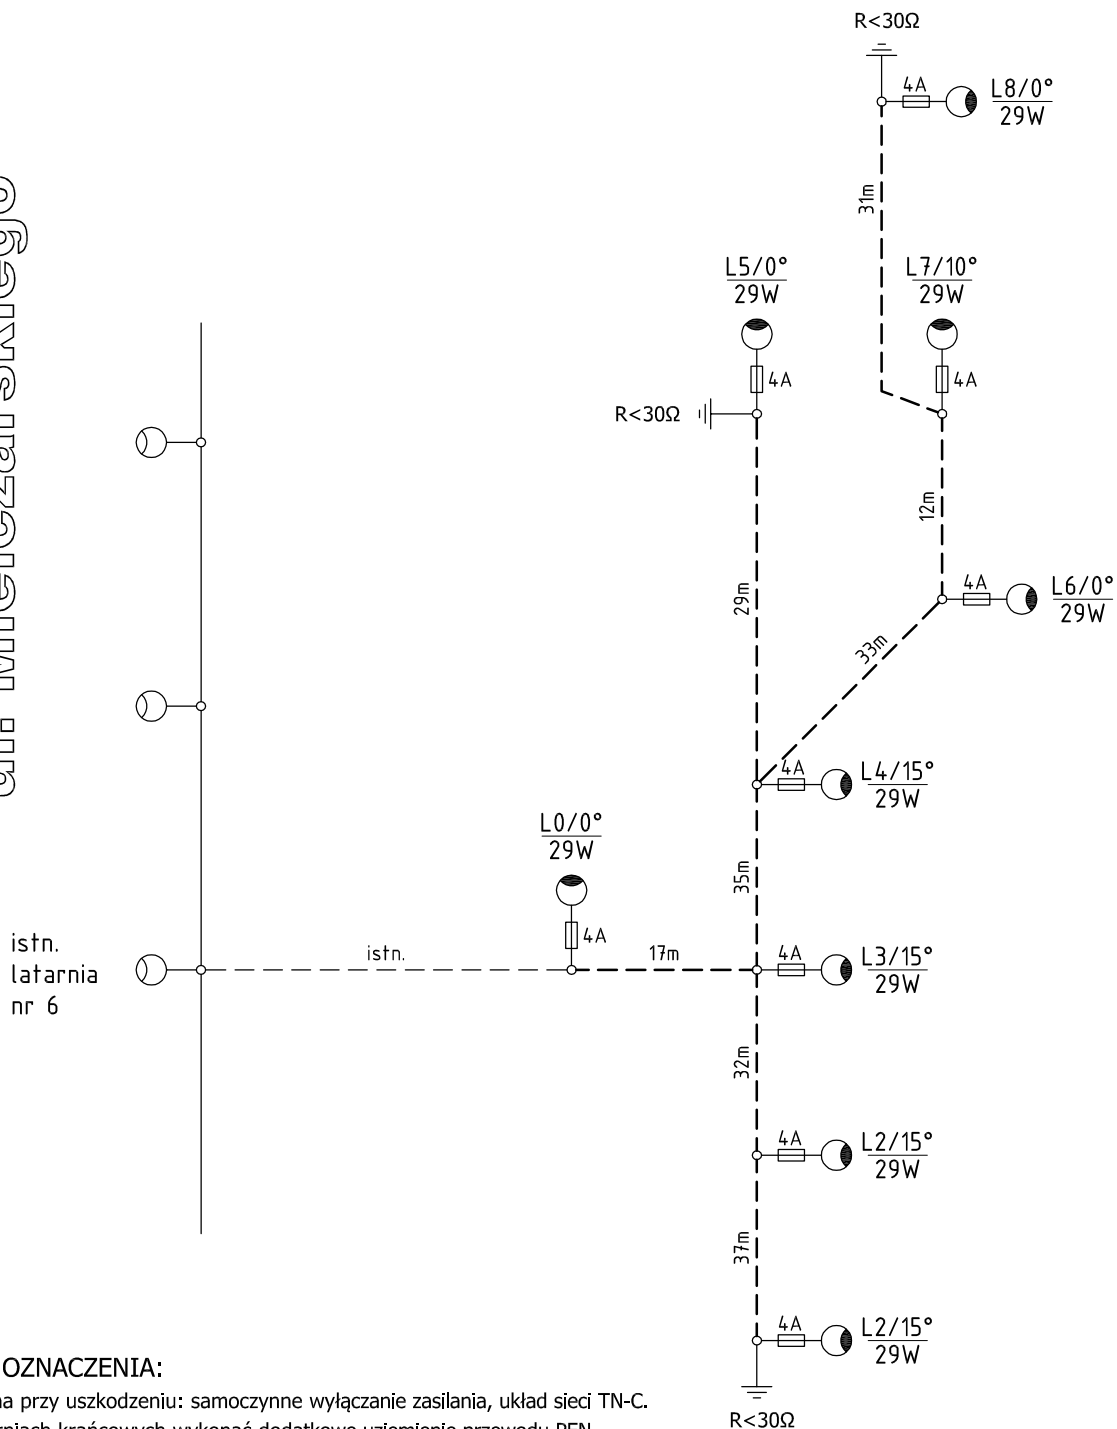 R<30Ω
4A
L8/0°
29W
31m
L5/0°
29W
L7/10°
29W
4A
4A
R<30Ω
12m
29m
4A
L6/0°
29W
33m
4A
L4/15°
29W
L0/0°
29W
35m
4A
istn.
latarnia
nr 6
istn.
17m
4A
L3/15°
29W
32m
4A
L2/15°
29W
37m
4A
L2/15°
29W
R<30Ω
OZNACZENIA:
przy uszkodzeniu: samoczynne wyłączanie zasilania, układ sieci TN-C.